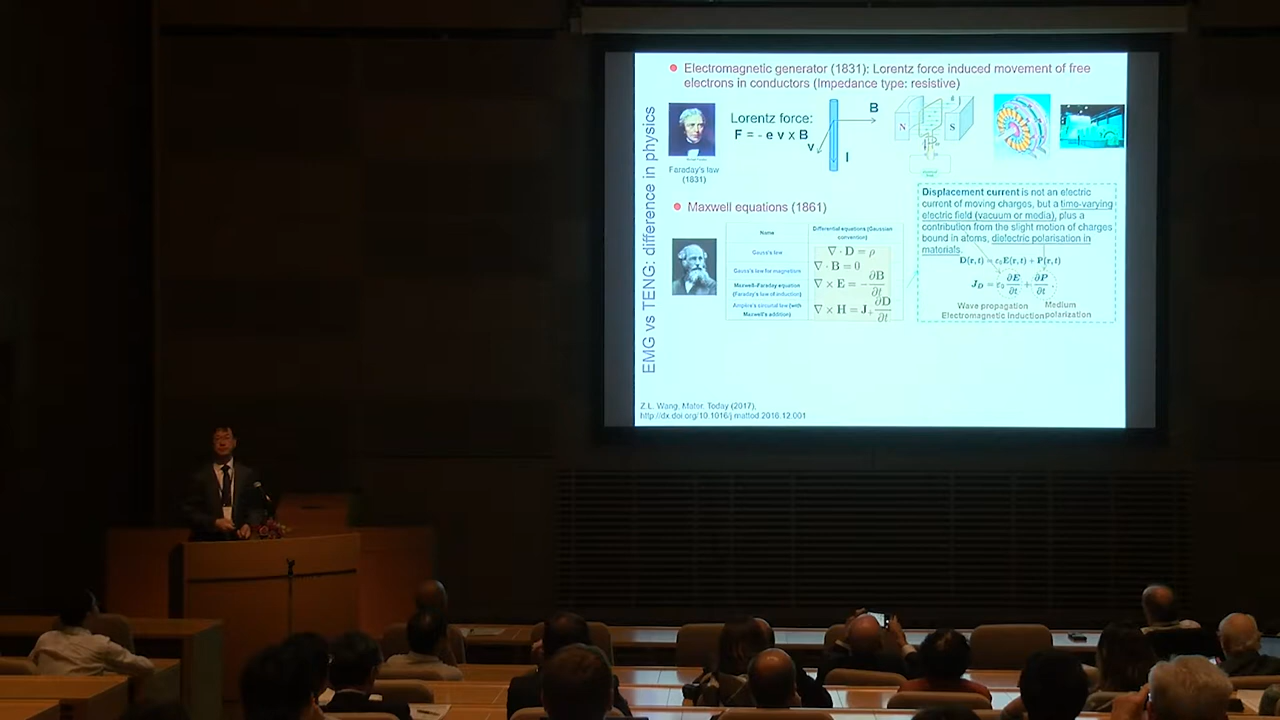 EMG vs TENG: difference in physics
Electromagnetic generator (1831): Lorentz force induced movement of free
electrons in conductors (Impedance type: resistive)
Lorentz force:
F = - e v x B
B
v
I
N
S
Faraday's law
(1831)
Maxwell equations (1861)
Name
Differential equations (Gaussian
convention)
Gauss's law
∇ · D = ρ
Gauss's law for magnetism
∇ · B = 0
Maxwell–Faraday equation
(Faraday's law of induction)
∇ × E = - ∂B/∂t
Ampère's circuital law (with
Maxwell's addition)
∇ × H = J + ∂D/∂t
Displacement current is not an electric
current of moving charges, but a time-varying
electric field (vacuum or media), plus a
contribution from the slight motion of charges
bound in atoms, dielectric polarisation in
materials.
D(r,t) = ε₀E(r,t) + P(r,t)
J_D = ε₀ ∂E/∂t + ∂P/∂t
Wave propagation
Electromagnetic Induction
Medium
polarization
Z.L. Wang, Mater. Today (2017),
http://dx.doi.org/10.1016/j.mattod.2016.12.001